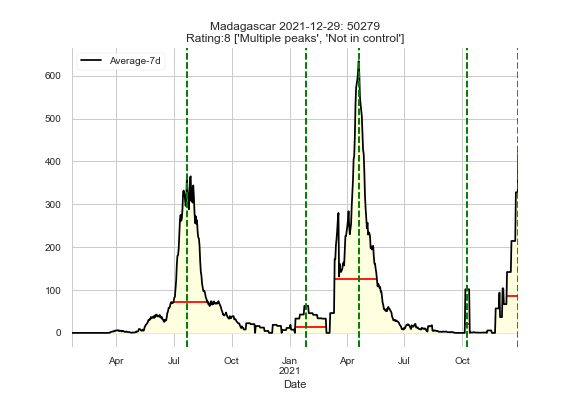 Madagascar 2021-12-29: 50279
Rating:8 ['Multiple peaks', 'Not in control']
Average-7d
600
500
400
300
200
100
0
Apr Jul Oct Jan Apr Jul Oct
2021
Date